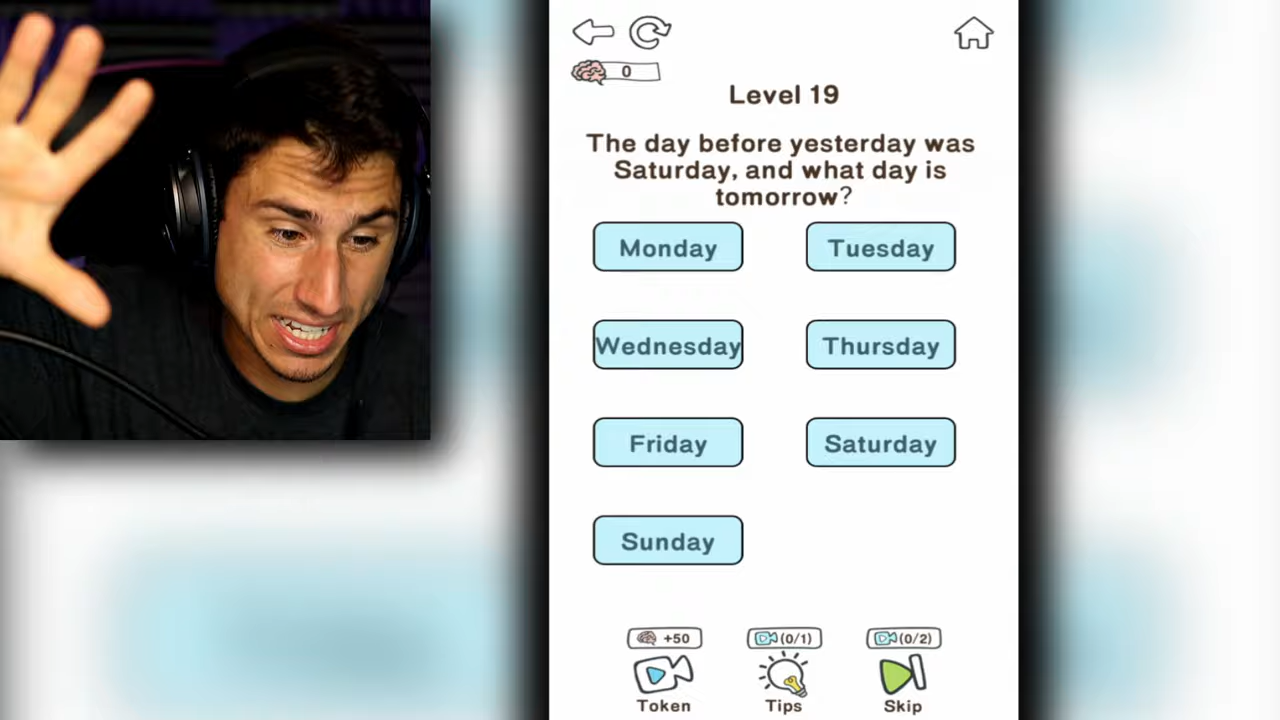 0
Level 19
The day before yesterday was
Saturday, and what day is
tomorrow?
Monday
Tuesday
Wednesday
Thursday
Friday
Saturday
Sunday
+50
(0/1)
(0/2)
Token
Tips
Skip